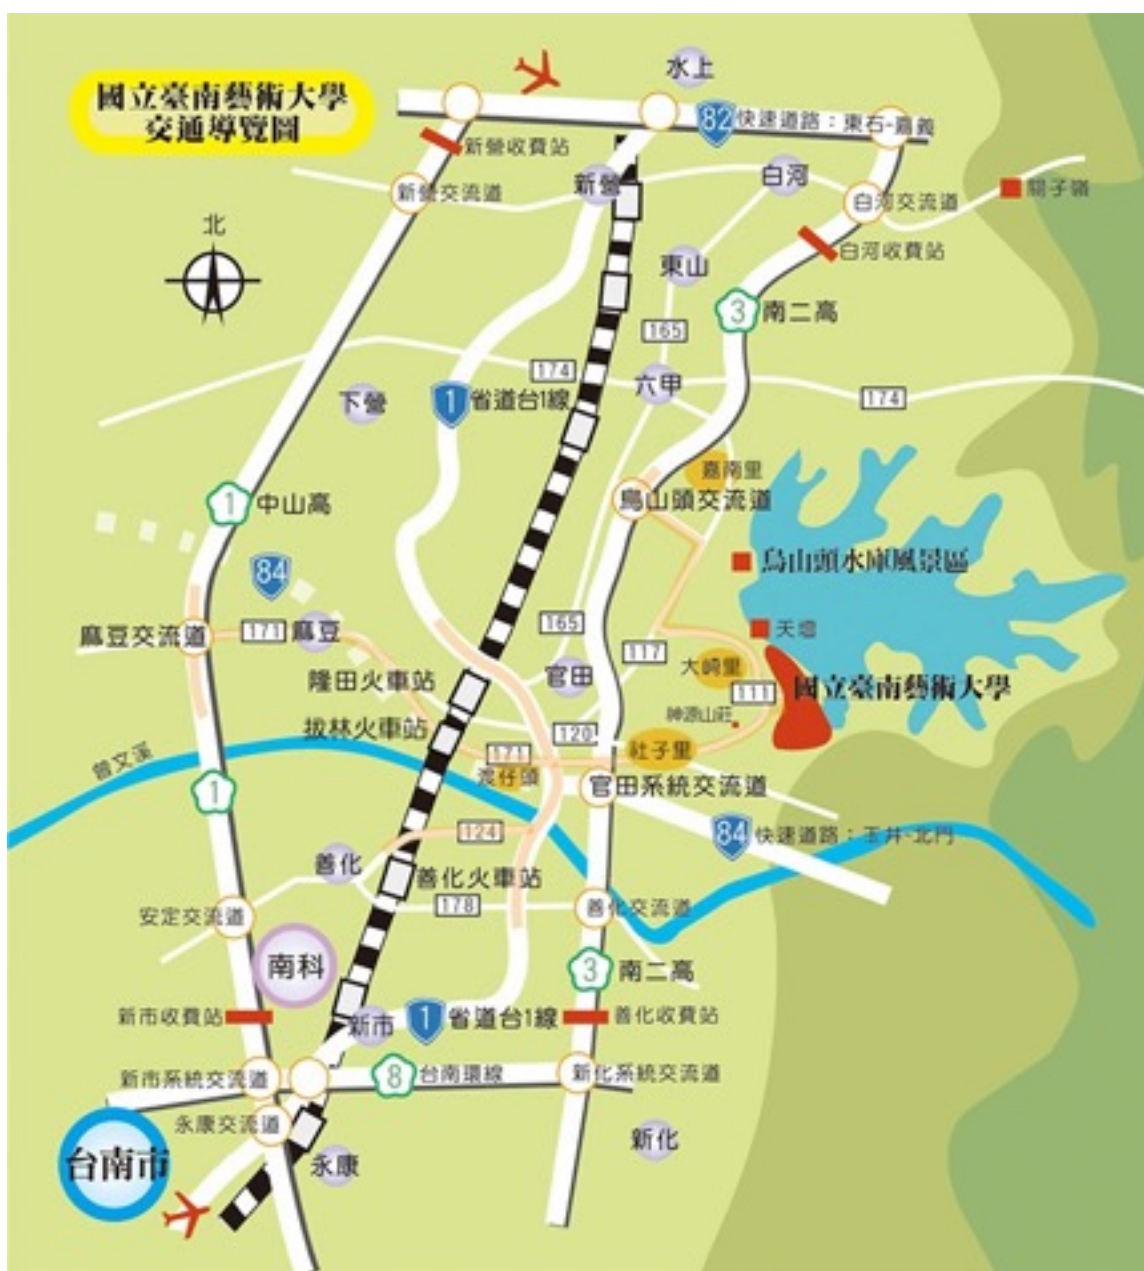 國立臺南藝術大學
交通導覽圖
水上
82
快速道路：東石-嘉義
新營收費站
新營
白河
新營交流道
白河交流道
關子嶺
北
白河收費站
東山
3
南二高
165
174
六甲
174
下營
1
省道台1線
嘉南里
1
中山高
烏山頭交流道
84
烏山頭水庫風景區
麻豆交流道
171
麻豆
165
117
天壇
隆田火車站
官田
大崎里
111
國立臺南藝術大學
拔林火車站
神源山莊
120
曾文溪
171
社子里
渡仔頭
官田系統交流道
1
124
84
快速道路：玉井-北門
善化
善化火車站
178
安定交流道
善化交流道
南科
3
南二高
新市收費站
新市
1
省道台1線
善化收費站
新市系統交流道
8
台南環線
新化系統交流道
永康交流道
新化
台南市
永康